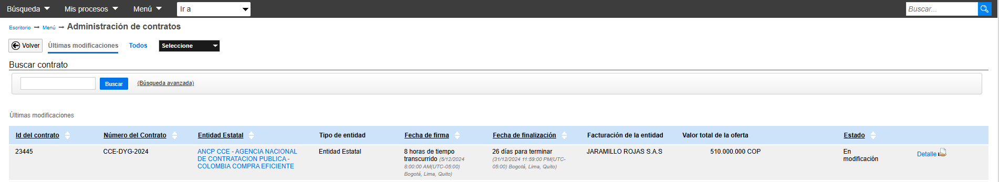 Búsqueda Mis procesos Menú Ir a Buscar...
Escritorio → Menú → Administración de contratos
Volver Últimas modificaciones Todos Seleccione
Buscar contrato
Buscar (Búsqueda avanzada)
Últimas modificaciones
Id del contrato Número del Contrato Entidad Estatal Tipo de entidad Fecha de firma Fecha de finalización Facturación de la entidad Valor total de la oferta Estado
23445 CCE-DYG-2024 ANCP CCE - AGENCIA NACIONAL Entidad Estatal 8 horas de tiempo 26 días para terminar JARAMILLO ROJAS S.A.S 510.000.000 COP En
DE CONTRATACION PUBLICA - transcurrido (5/12/2024 (31/12/2024 11:59:00 PM(UTC- modificación Detalle
COLOMBIA COMPRA EFICIENTE 8:00:00 AM(UTC-05:00) 05:00) Bogotá, Lima, Quito)
Bogotá, Lima, Quito)